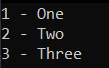 1 - One
2 - Two
3 - Three